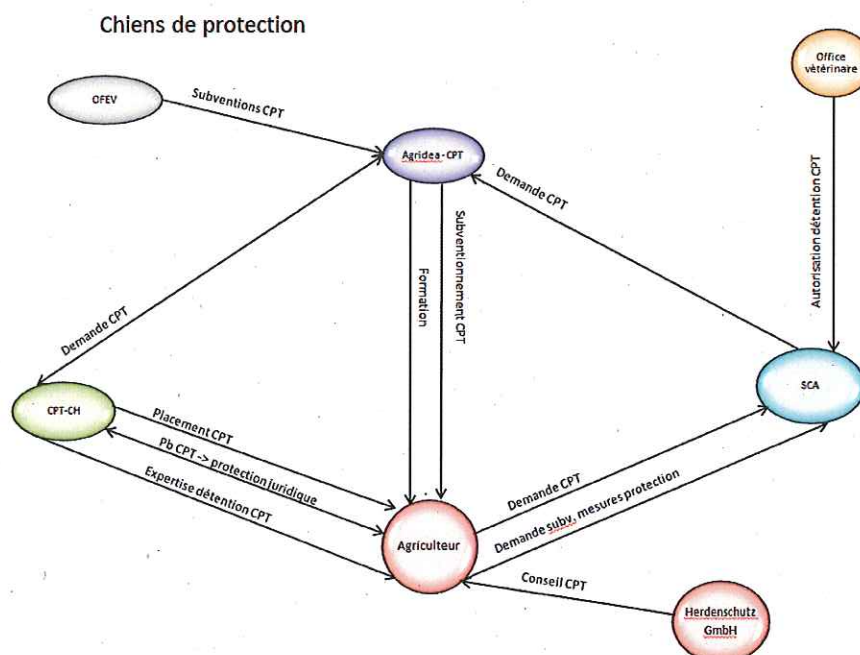 Chiens de protection
Office
vètérinaire
OFEV
Subventions CPT
Agridea-CPT
Demande CPT
Autorisation détention CPT
Demande CPT
Formation
Subventionnement CPT
SCA
CPT-CH
Placement CPT
Pb CPT -> protection juridique
Expertise détention CPT
Demande CPT
Demande subv, mesures protection
Agriculteur
Conseil CPT
Herdenschutz
GmbH